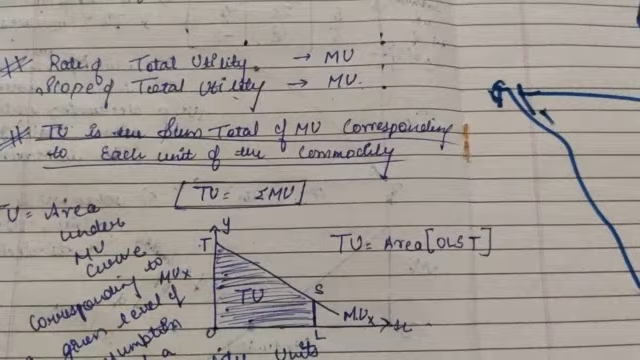 # Rate of Total Utility. → MU
Slope of Total Utility → MU.
# TU is the Sum Total of MU Corresponding
to Each unit of the Commodity
[TU = ΣMU]
TU = Area
under
MU
Curve
Corresponding to
given level of
TU = Area [OLST]
y
T
MUx
TU
S
MUx
x
O
L
Units